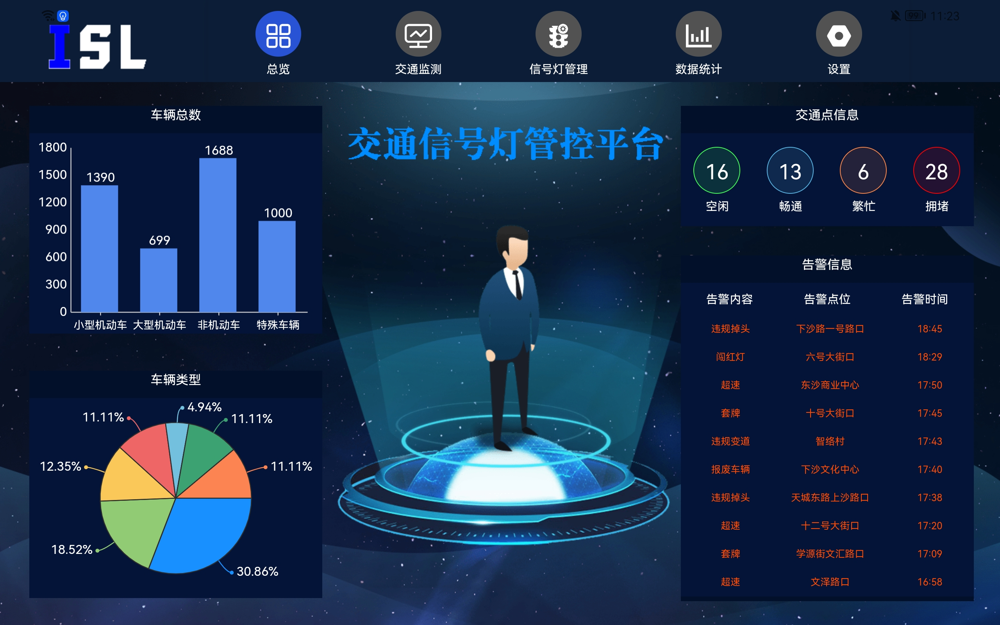 99 11:23
ISL
总览 交通监测 信号灯管理 数据统计 设置
交通信号灯管控平台
车辆总数
1800
1500
1200
900
600
300
0
1390
699
1688
1000
小型机动车 大型机动车 非机动车 特殊车辆
车辆类型
4.94%
11.11% 11.11%
12.35% 11.11%
18.52%
30.86%
交通点信息
16 13 6 28
空闲 畅通 繁忙 拥堵
告警信息
告警内容 告警点位 告警时间
违规掉头 下沙路一号路口 18:45
闯红灯 六号大街口 18:29
超速 东沙商业中心 17:50
套牌 十号大街口 17:45
违规变道 智络村 17:43
报废车辆 下沙文化中心 17:40
违规掉头 天城东路上沙路口 17:38
超速 十二号大街口 17:20
套牌 学源街文汇路口 17:09
超速 文泽路口 16:58